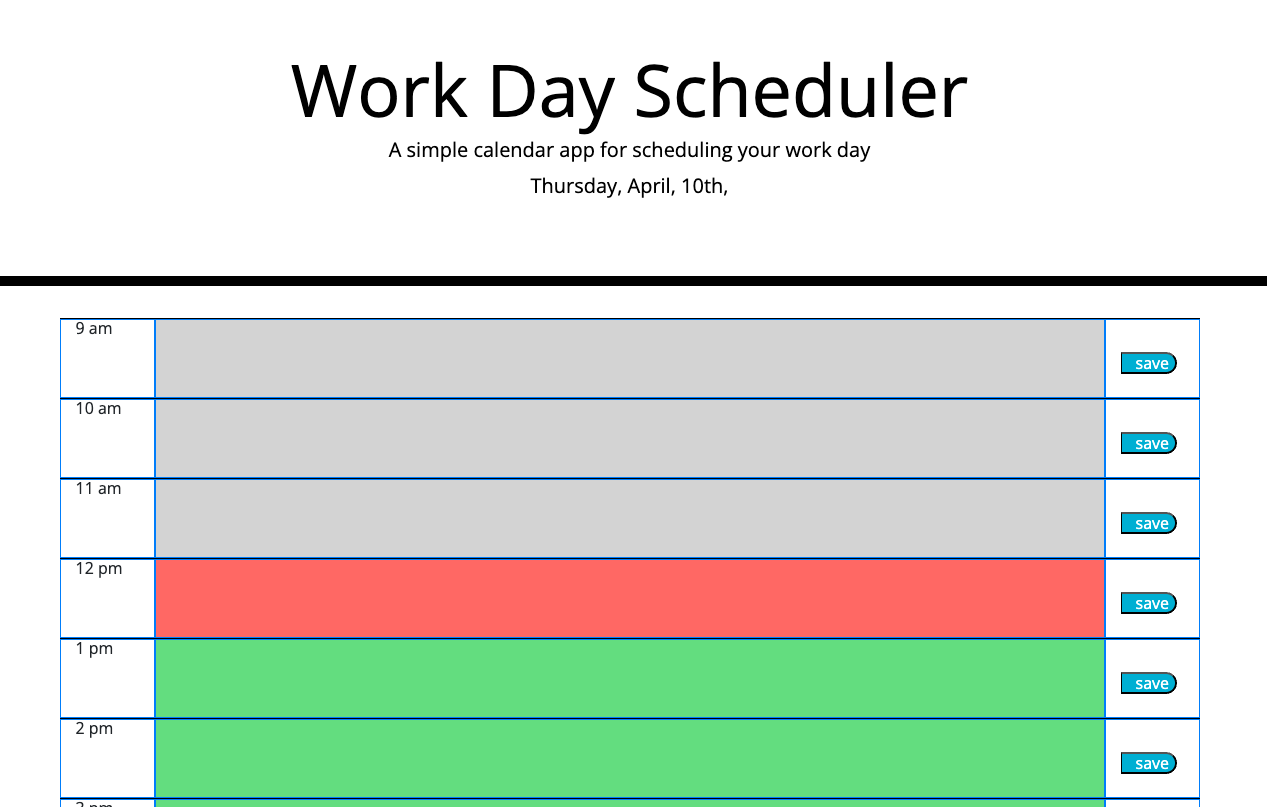 Work Day Scheduler
A simple calendar app for scheduling your work day
Thursday, April, 10th,
9 am
save
10 am
save
11 am
save
12 pm
save
1 pm
save
2 pm
save